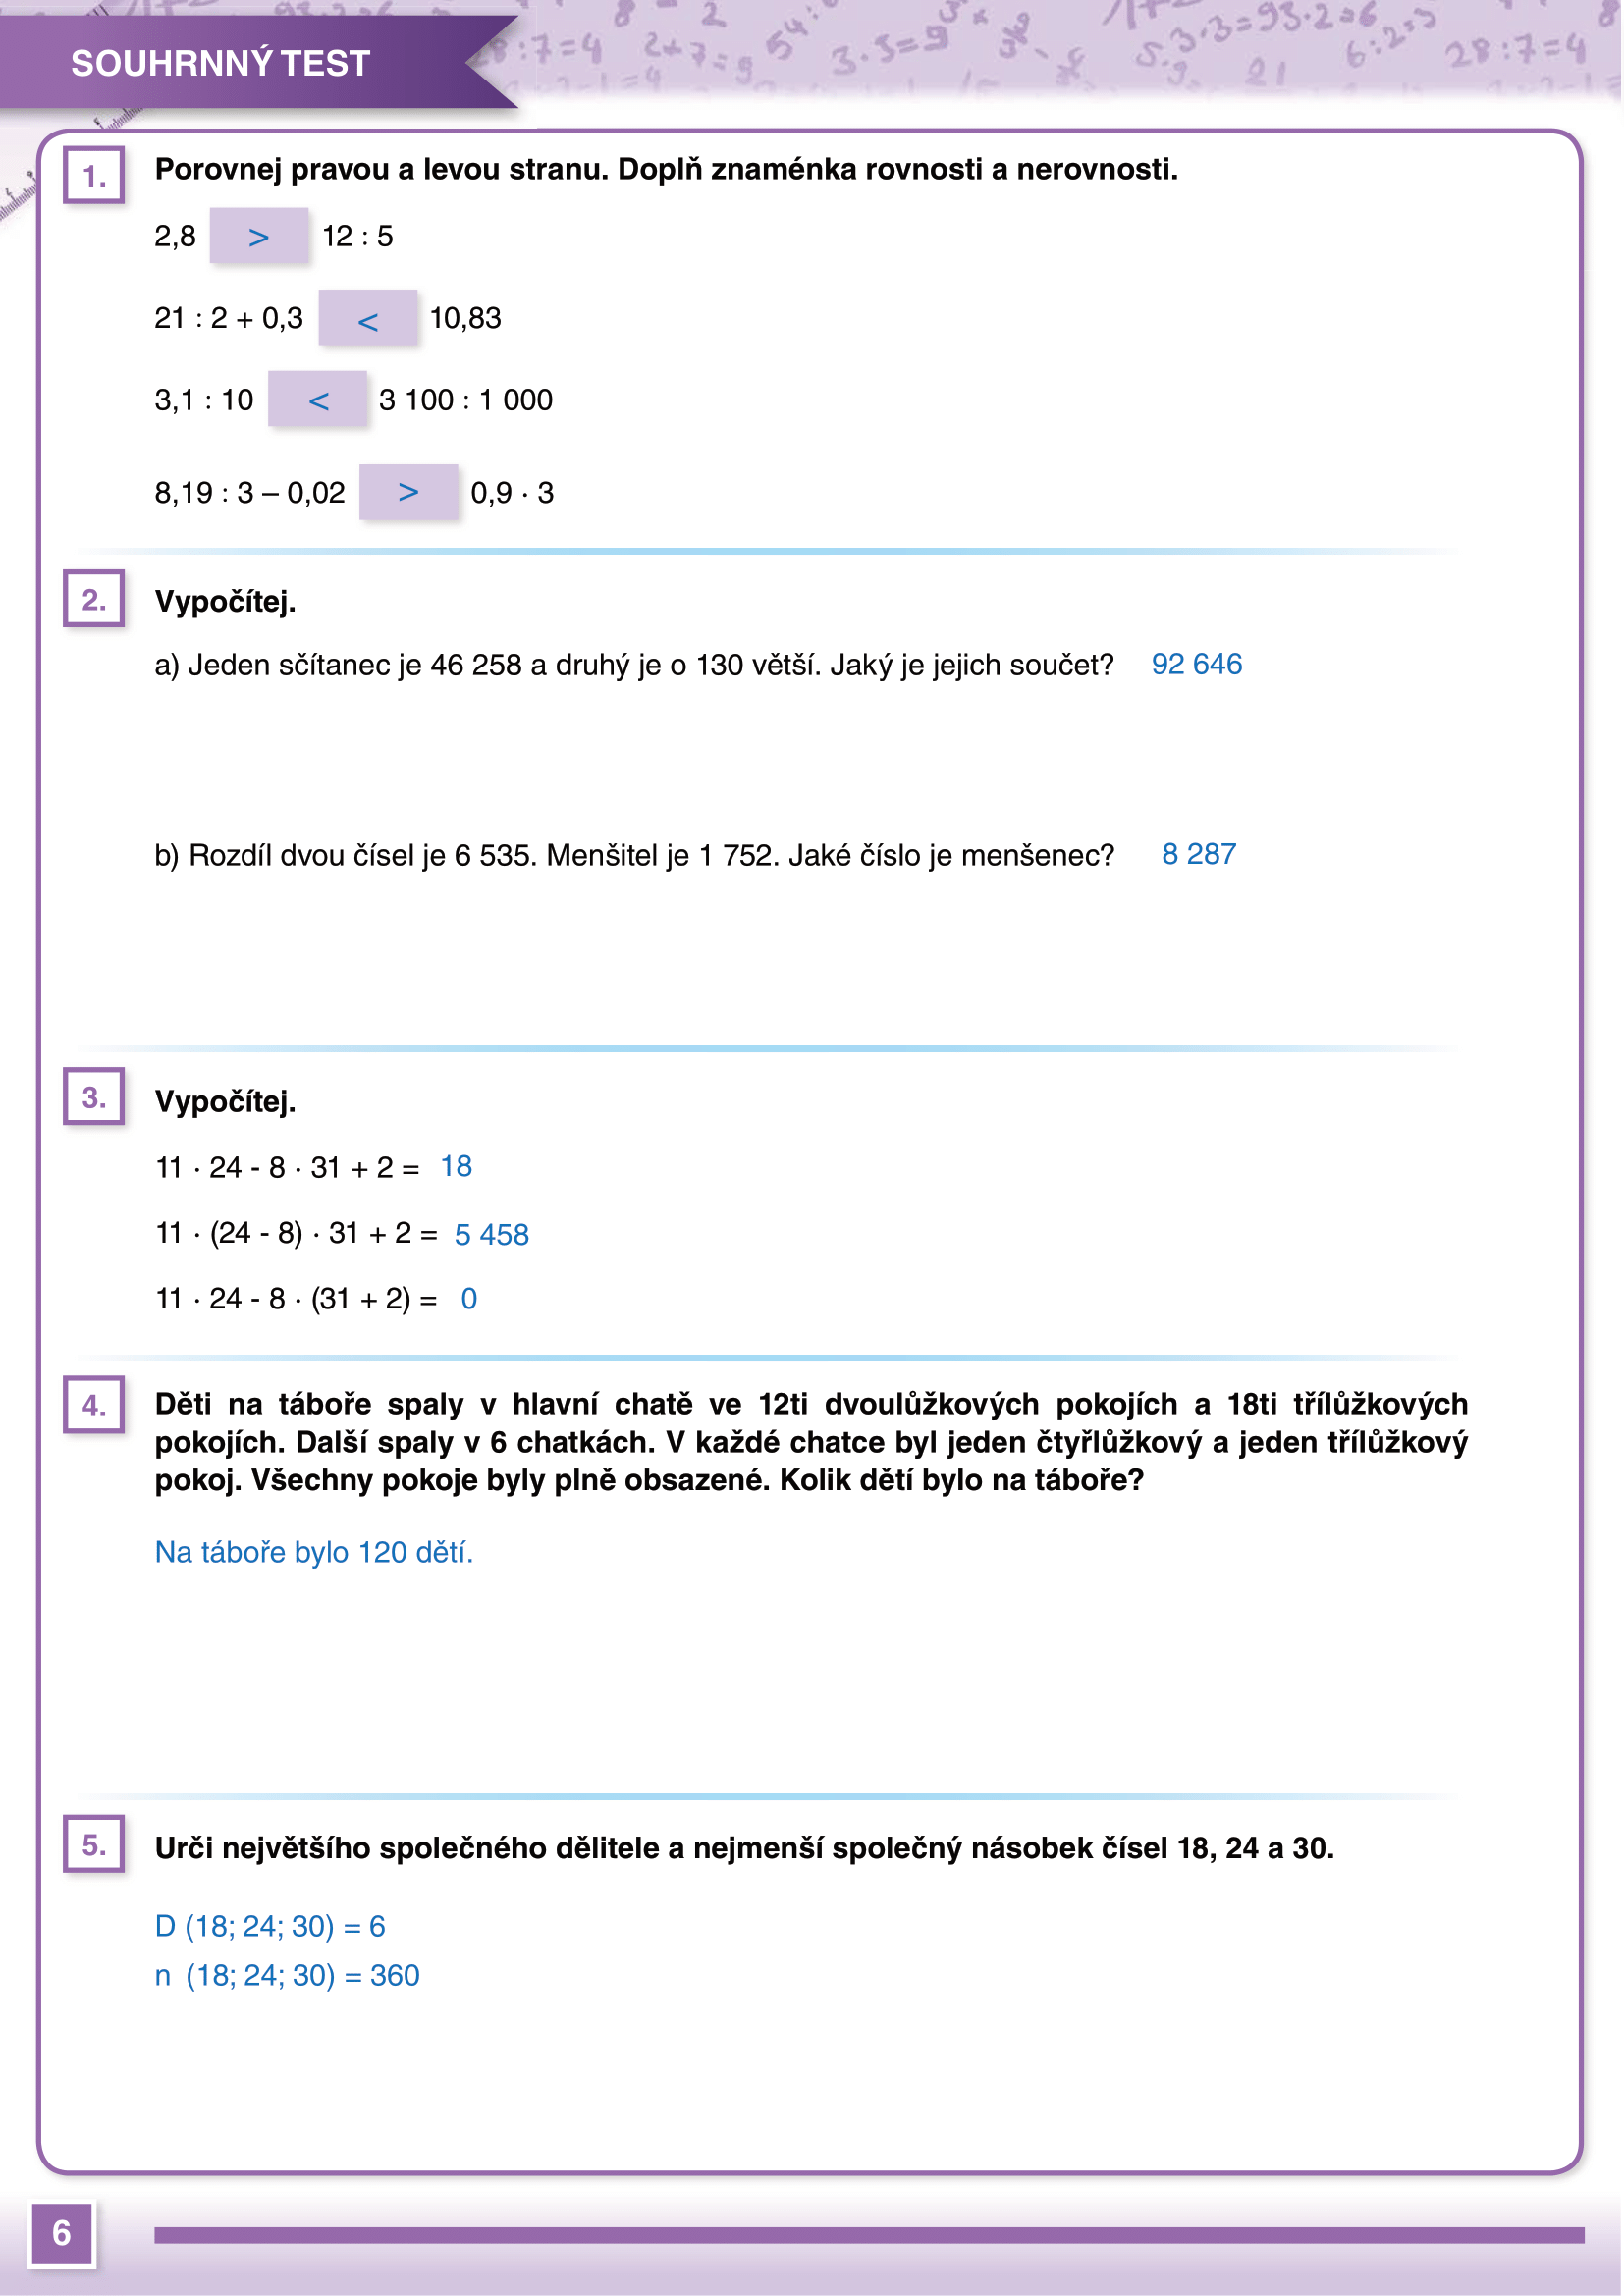 SOUHRNNÝ TEST
1. Porovnej pravou a levou stranu. Doplň znaménka rovnosti a nerovnosti.
2,8 > 12 : 5
21 : 2 + 0,3 < 10,83
3,1 : 10 < 3 100 : 1 000
8,19 : 3 – 0,02 > 0,9 · 3
2. Vypočítej.
a) Jeden sčítanec je 46 258 a druhý je o 130 větší. Jaký je jejich součet? 92 646
b) Rozdíl dvou čísel je 6 535. Menšitel je 1 752. Jaké číslo je menšenec? 8 287
3. Vypočítej.
11 · 24 - 8 · 31 + 2 = 18
11 · (24 - 8) · 31 + 2 = 5 458
11 · 24 - 8 · (31 + 2) = 0
4. Děti na táboře spaly v hlavní chatě ve 12ti dvoulůžkových pokojích a 18ti třílůžkových
pokojích. Další spaly v 6 chatkách. V každé chatce byl jeden čtyřlůžkový a jeden třílůžkový
pokoj. Všechny pokoje byly plně obsazené. Kolik dětí bylo na táboře?
Na táboře bylo 120 dětí.
5. Urči největšího společného dělitele a nejmenší společný násobek čísel 18, 24 a 30.
D (18; 24; 30) = 6
n (18; 24; 30) = 360
6